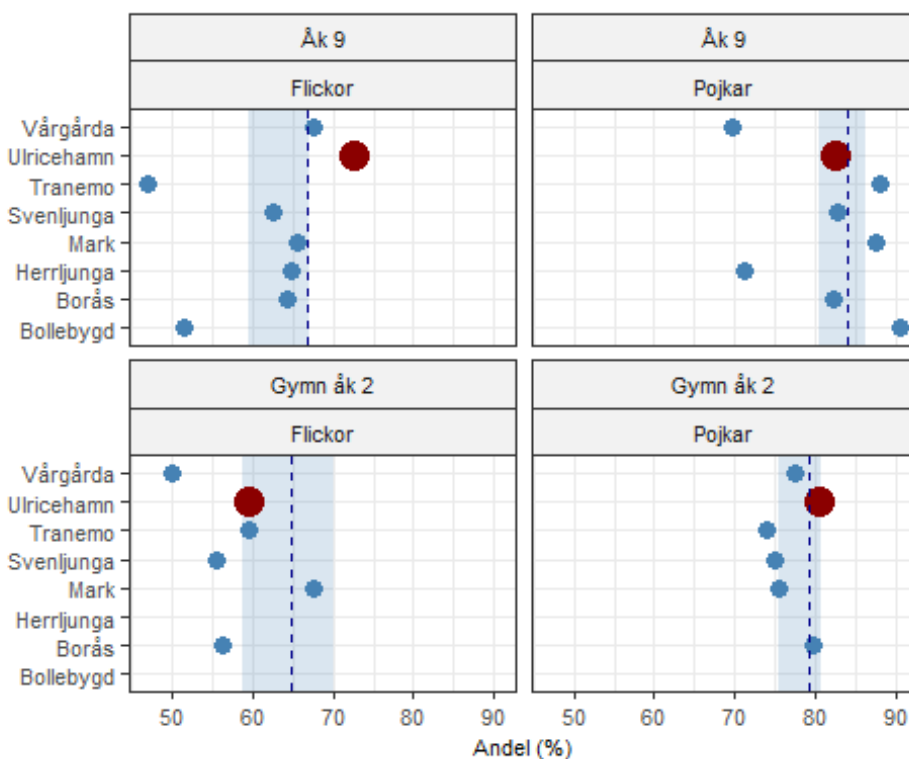 Åk 9
Åk 9
Flickor
Pojkar
Vårgårda
Ulricehamn
Tranemo
Svenljunga
Mark
Herrljunga
Borås
Bollebygd
Gymn åk 2
Gymn åk 2
Flickor
Pojkar
Vårgårda
Ulricehamn
Tranemo
Svenljunga
Mark
Herrljunga
Borås
Bollebygd
50 60 70 80 90
50 60 70 80 90
Andel (%)